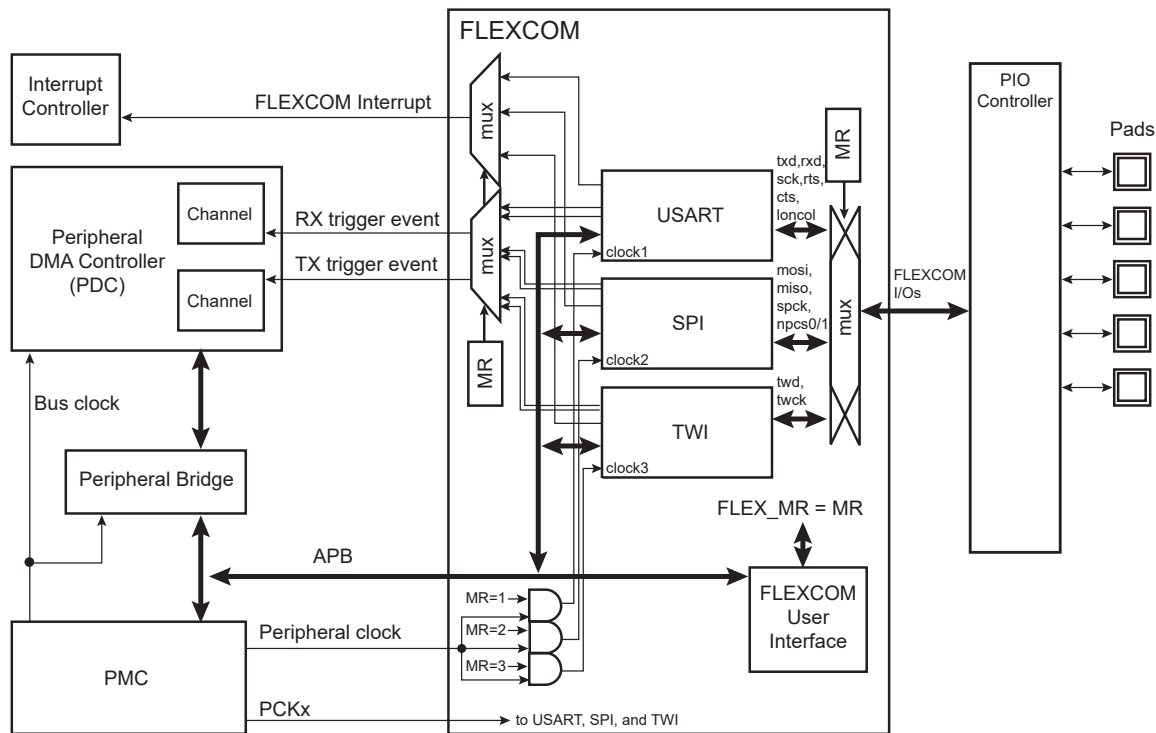 FLEXCOM
Interrupt
Controller
FLEXCOM Interrupt
mux
PIO
Controller
Pads
MR
Peripheral
DMA Controller
(PDC)
Channel
Channel
RX trigger event
TX trigger event
mux
MR
USART
clock1
txd,rxd,
sck,rts,
cts,
loncol
SPI
clock2
mosi,
miso,
spck,
npcs0/1
TWI
clock3
twd,
twck
mux
FLEXCOM
I/Os
Bus clock
Peripheral Bridge
APB
FLEX_MR = MR
FLEXCOM
User
Interface
MR=1
MR=2
MR=3
Peripheral clock
PMC
PCKx
to USART, SPI, and TWI